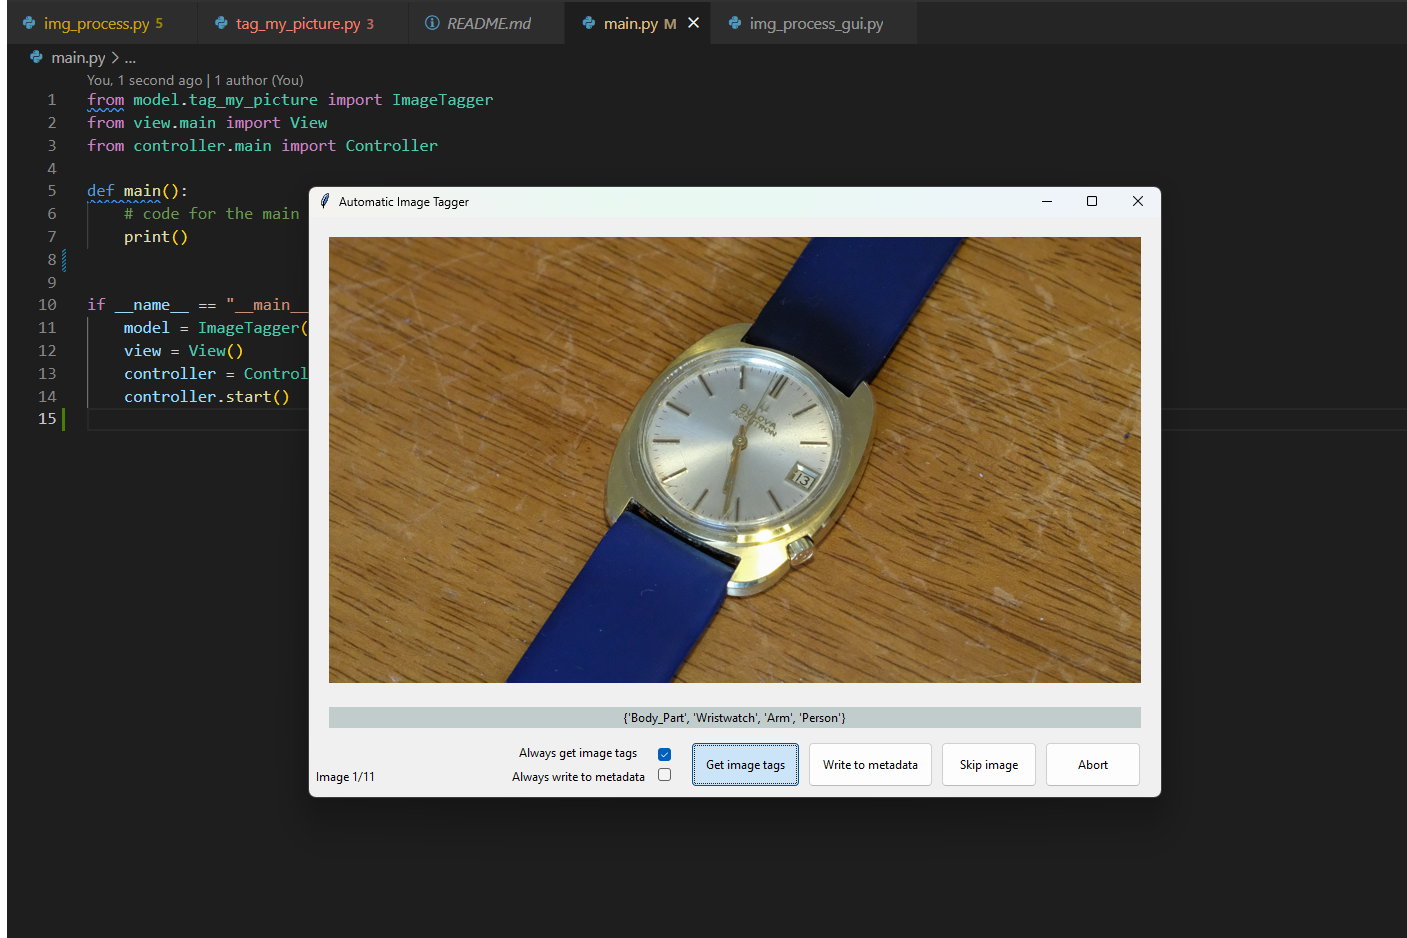 img_process.py 5 tag_my_picture.py 3 README.md main.py M img_process_gui.py
main.py > ...
You, 1 second ago | 1 author (You)
1 from model.tag_my_picture import ImageTagger
2 from view.main import View
3 from controller.main import Controller
4
5 def main():
6 # code for the main
7 print()
8
9
10 if __name__ == "__main__
11 model = ImageTagger(
12 view = View()
13 controller = Control
14 controller.start()
15
Automatic Image Tagger
BULOVA
ACCUTRON
13
{'Body_Part', 'Wristwatch', 'Arm', 'Person'}
Always get image tags
Always write to metadata
Get image tags Write to metadata Skip image Abort
Image 1/11